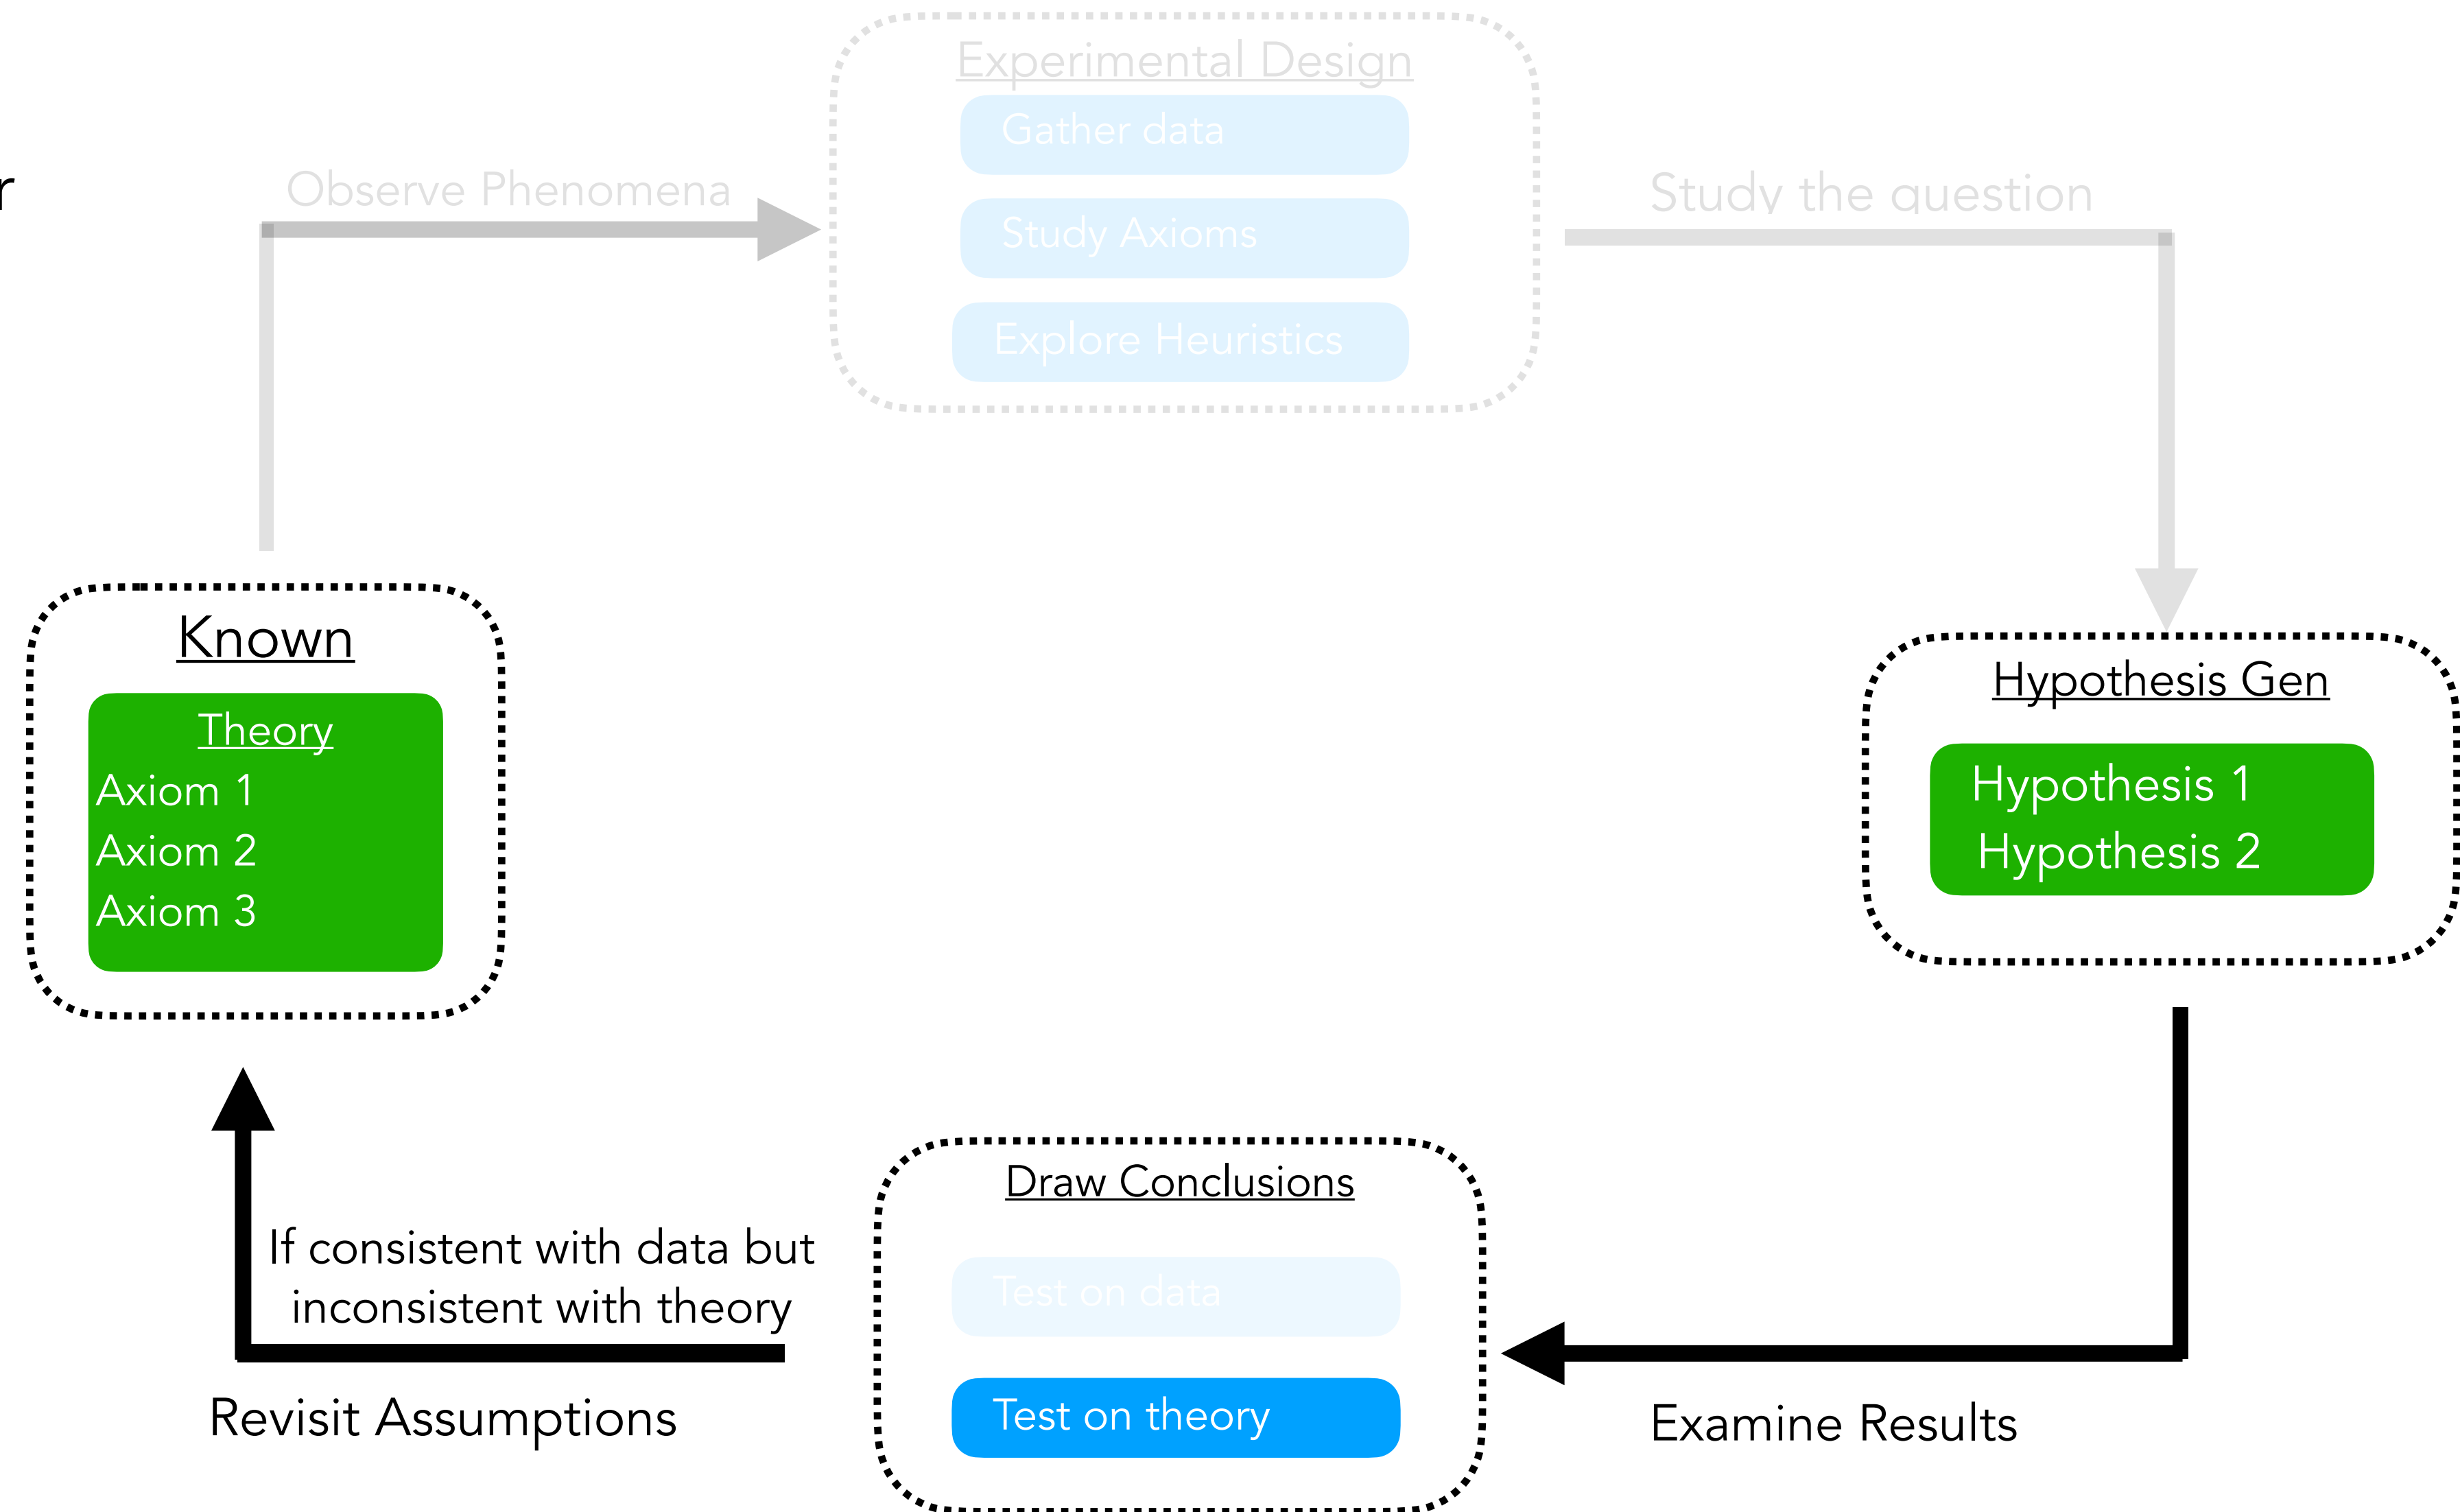 Experimental Design
Gather data
Study Axioms
Explore Heuristics
r
Observe Phenomena
Study the question
Known
Theory
Axiom 1
Axiom 2
Axiom 3
Hypothesis Gen
Hypothesis 1
Hypothesis 2
Draw Conclusions
Test on data
Test on theory
If consistent with data but
inconsistent with theory
Revisit Assumptions
Examine Results